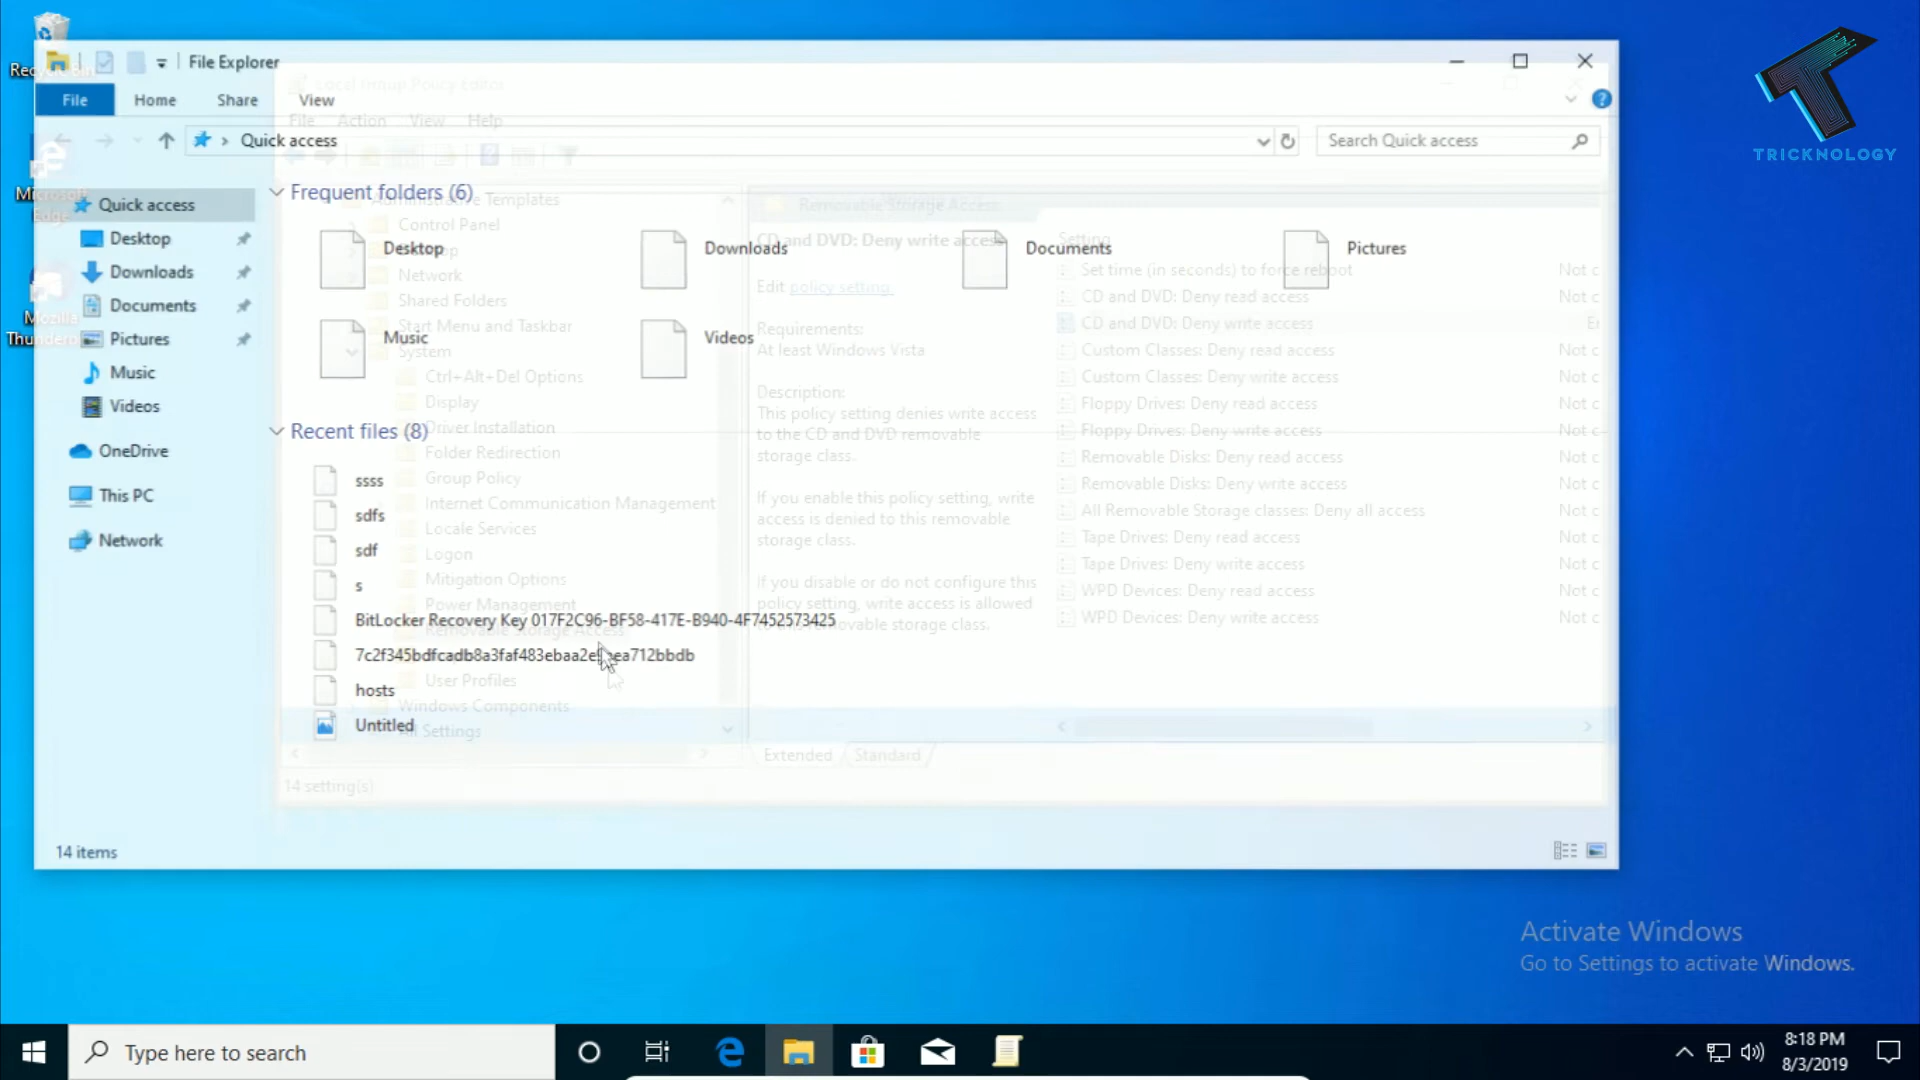 Recycle Bin
File Explorer
File
Home
Share
View
Local Group Policy Editor
File Action View Help
Quick access
Search Quick access
TRICKNOLOGY
Microsoft
Edge
Mozilla
Quick access
Desktop
Downloads
Documents
Pictures
Music
Videos
OneDrive
This PC
Network
Frequent folders (6)
Desktop
Downloads
Documents
Pictures
Music
Videos
Recent files (8)
ssss
sdfs
sdf
s
BitLocker Recovery Key 017F2C96-BF58-417E-B940-4F7452573425
hosts
Untitled
Administrative Templates
Control Panel
Network
Shared Folders
Start Menu and Taskbar
System
Ctrl+Alt+Del Options
Display
Driver Installation
Folder Redirection
Group Policy
Internet Communication Management
Locale Services
Logon
Mitigation Options
Power Management
Removable Storage Access
User Profiles
Windows Components
All Settings
14 setting(s)
Removable Storage Access
CD and DVD: Deny write access
Edit policy setting.
Requirements:
At least Windows Vista
Description:
This policy setting denies write access
to the CD and DVD removable
storage class.
If you enable this policy setting, write
access is denied to this removable
storage class.
If you disable or do not configure this
policy setting, write access is allowed
to this removable storage class.
Setting
Set time (in seconds) to force reboot Not c
CD and DVD: Deny read access Not c
CD and DVD: Deny write access
Custom Classes: Deny read access Not c
Custom Classes: Deny write access Not c
Floppy Drives: Deny read access Not c
Floppy Drives: Deny write access Not c
Removable Disks: Deny read access Not c
Removable Disks: Deny write access Not c
All Removable Storage classes: Deny all access Not c
Tape Drives: Deny read access Not c
Tape Drives: Deny write access Not c
WPD Devices: Deny read access Not c
WPD Devices: Deny write access Not c
Extended Standard
14 items
Activate Windows
Go to Settings to activate Windows.
Type here to search
8:18 PM
8/3/2019